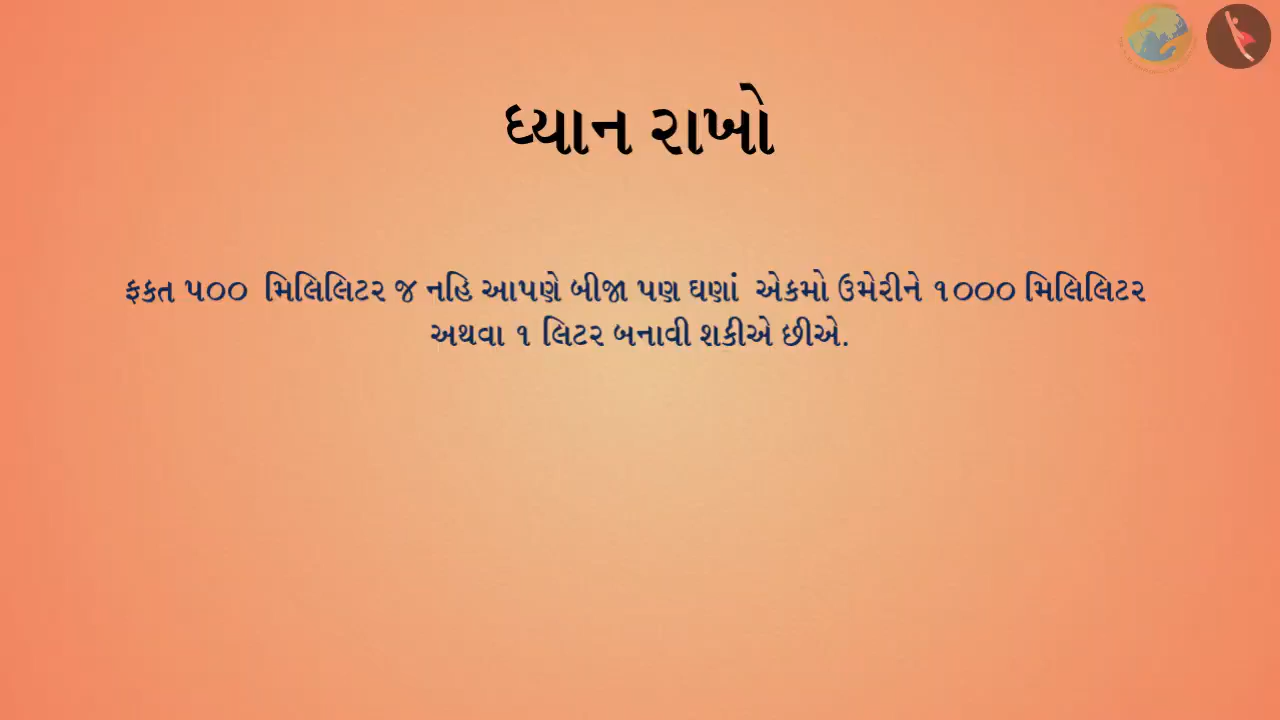 ધ્યાન રાખો
ફક્ત ૫૦૦ મિલિલિટર જ નહિ આપણે બીજા પણ ઘણાં એકમો ઉમેરીને ૧૦૦૦ મિલિલિટર
અથવા ૧ લિટર બનાવી શકીએ છીએ.